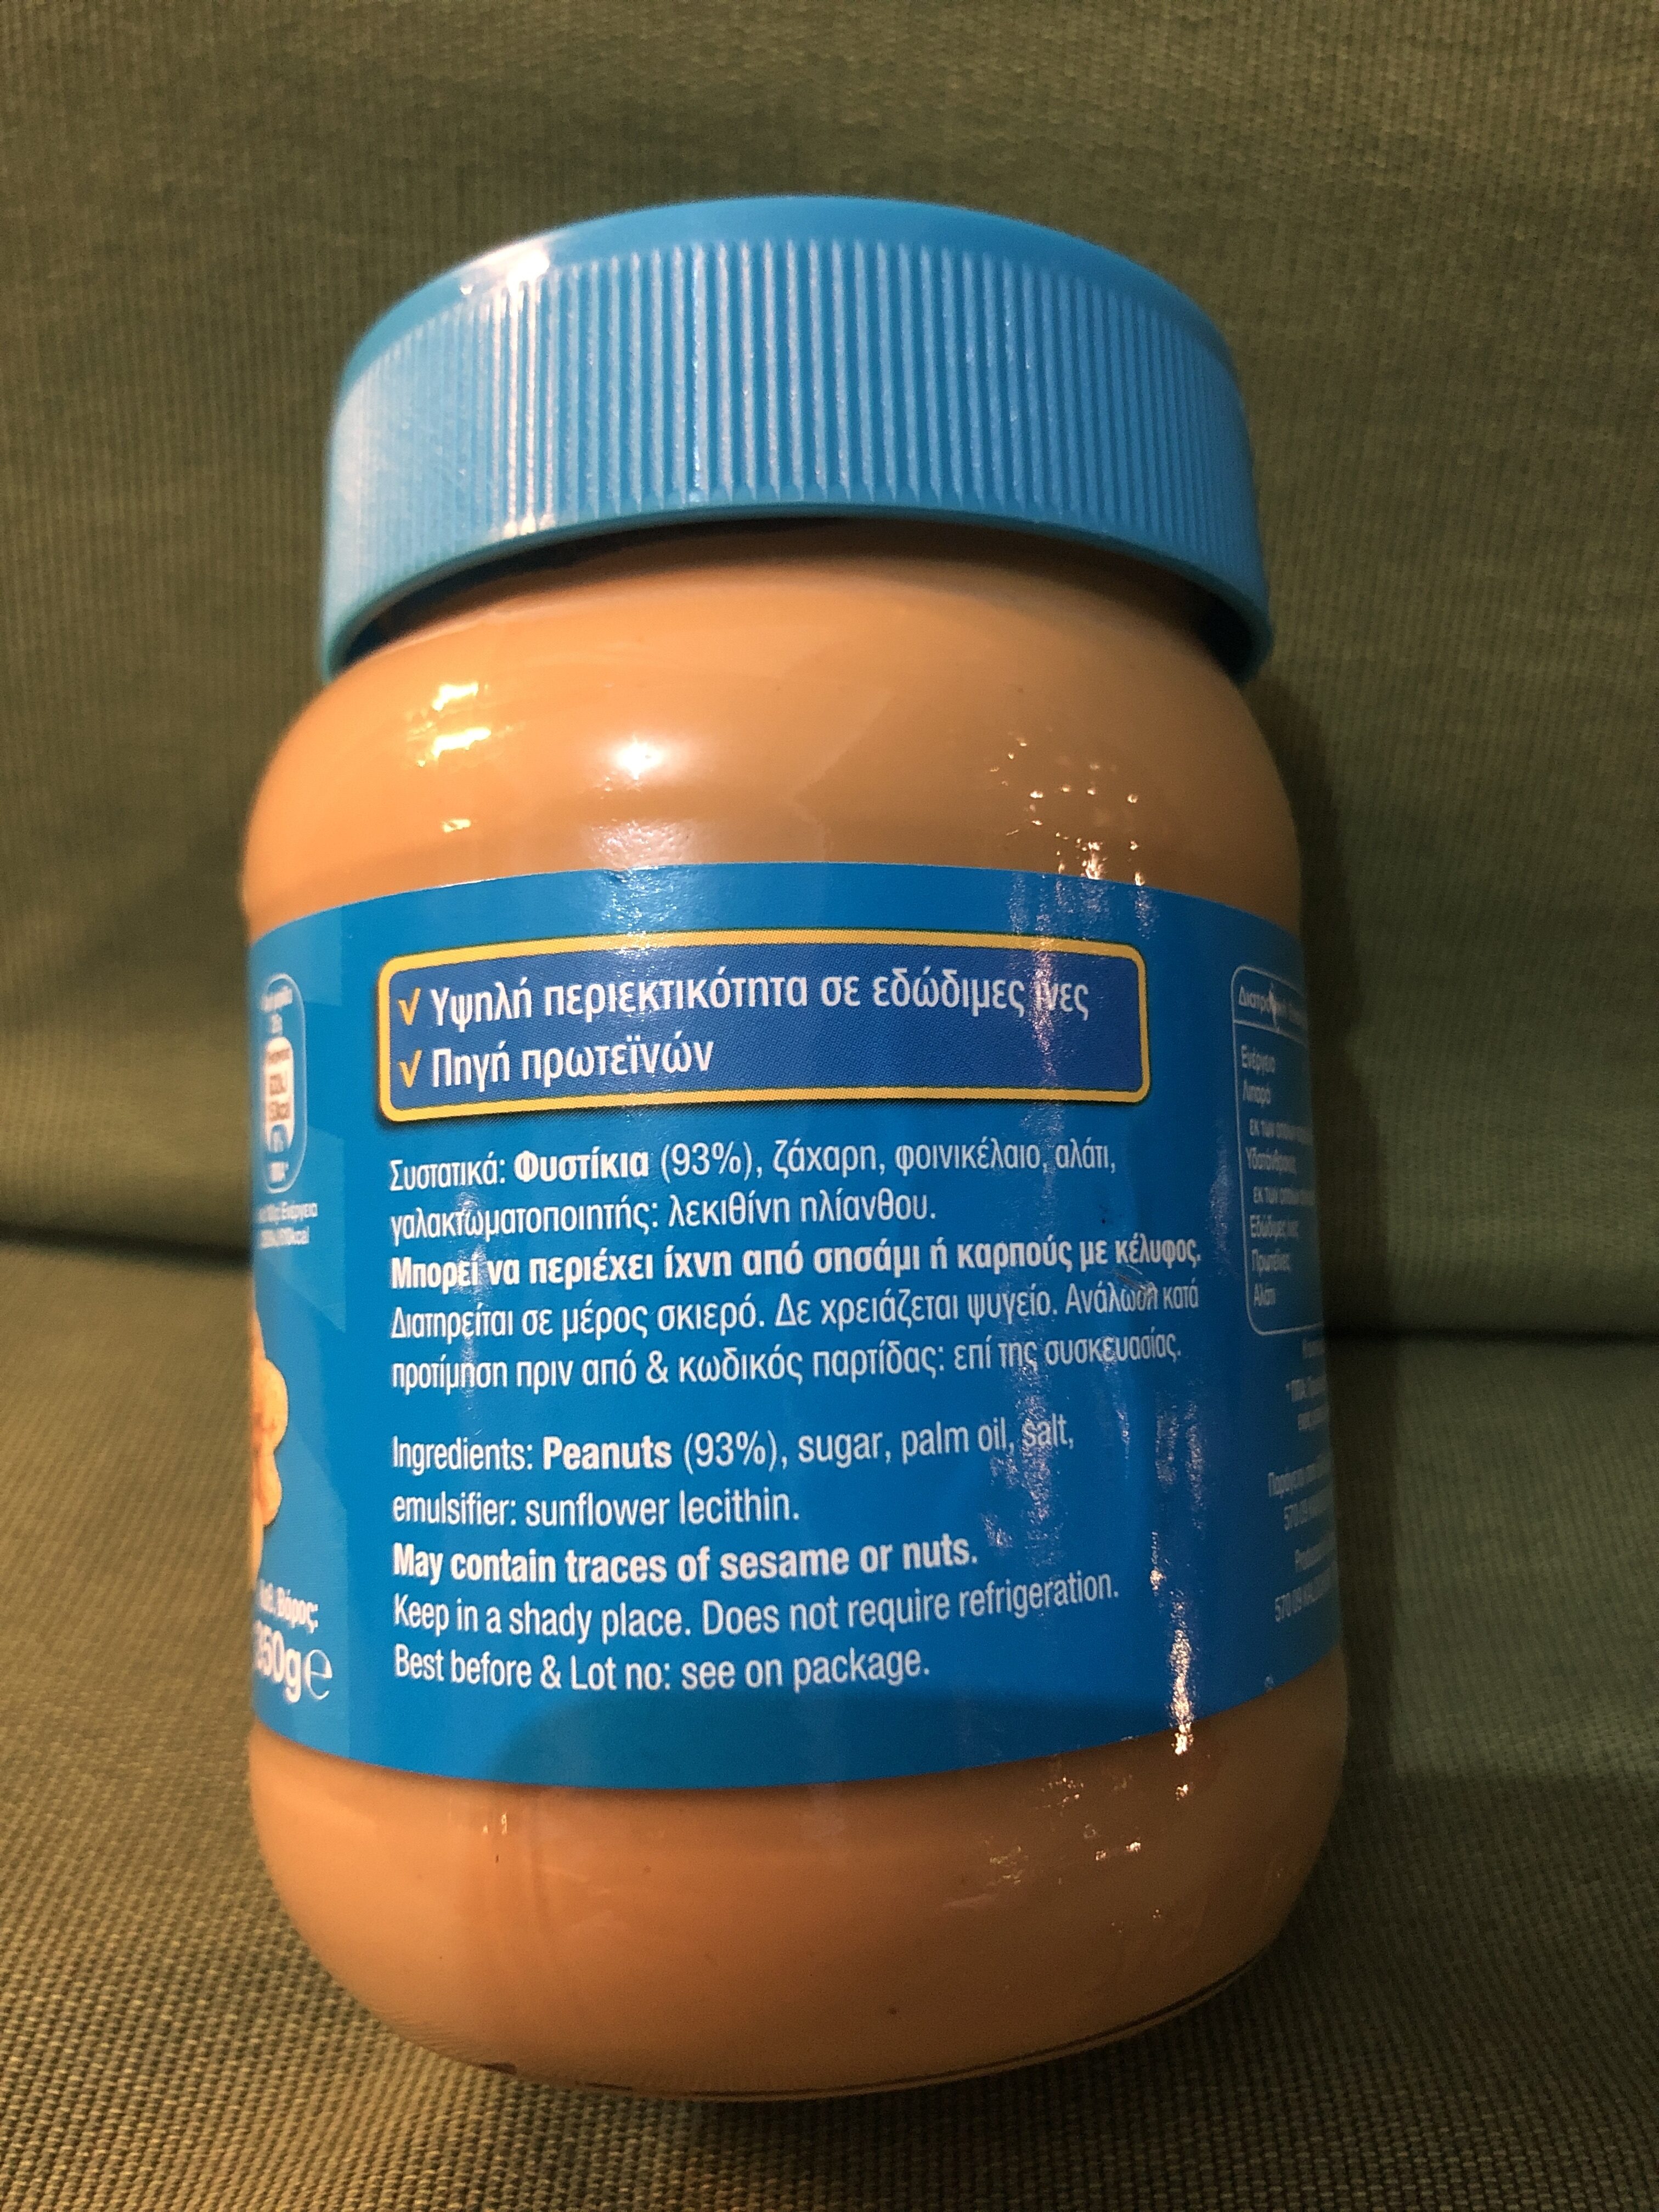 ✓ Υψηλή περιεκτικότητα σε εδώδιμες ίνες
✓ Πηγή πρωτεϊνών
Συστατικά: Φυστίκια (93%), ζάχαρη, φοινικέλαιο, αλάτι,
γαλακτωματοποιητής: λεκιθίνη ηλίανθου.
Μπορεί να περιέχει ίχνη από σησάμι ή καρπούς με κέλυφος.
Διατηρείται σε μέρος σκιερό. Δε χρειάζεται ψυγείο. Ανάλωση κατά
προτίμηση πριν από & κωδικός παρτίδας: επί της συσκευασίας.
Ingredients: Peanuts (93%), sugar, palm oil, salt,
emulsifier: sunflower lecithin.
May contain traces of sesame or nuts.
Keep in a shady place. Does not require refrigeration.
Best before & Lot no: see on package.
Βάρος:
350g e
Ενέργεια
Λιπαρά
εκ των
Υδατάνθρακες
εκ των
Εδώδιμες ίνες
Πρωτεΐνες
Αλάτι